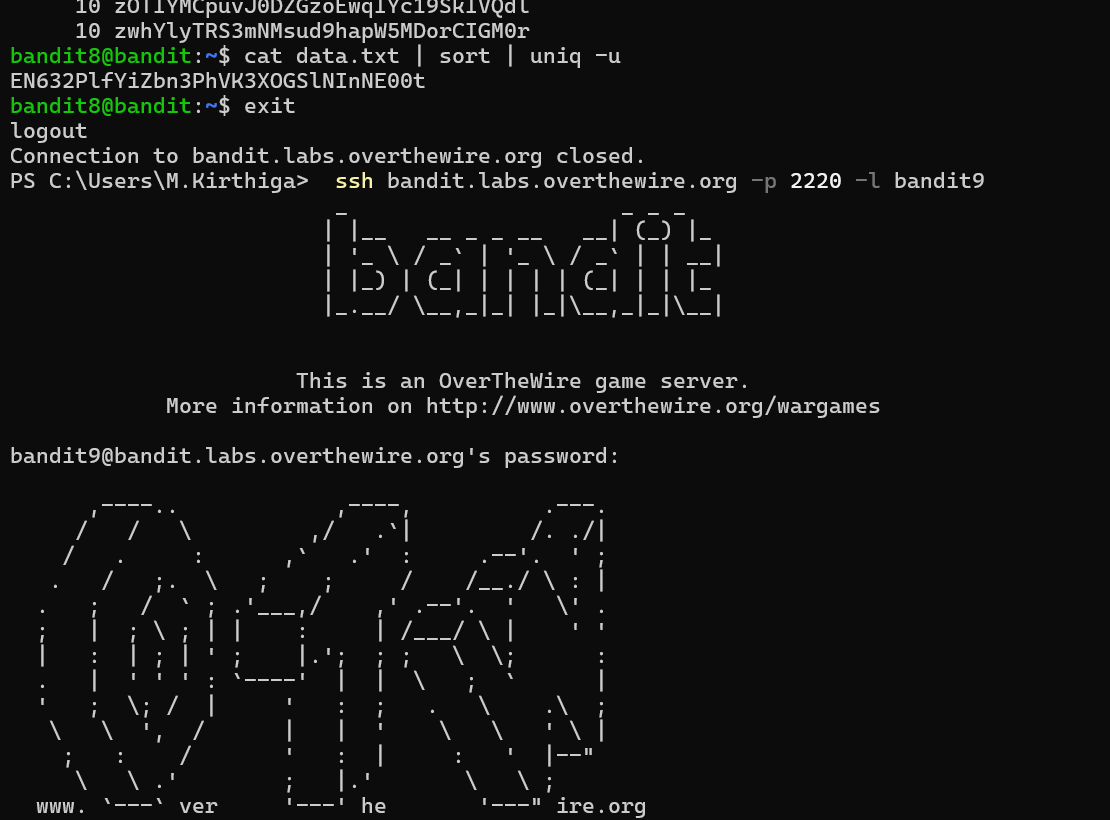 10 zwhYlyTRS3mNMsud9hapW5MDorCIGM0r
bandit8@bandit:~$ cat data.txt | sort | uniq -u
EN632PlfYiZbn3PhVK3XOGSlNInNE00t
bandit8@bandit:~$ exit
logout
Connection to bandit.labs.overthewire.org closed.
PS C:\Users\M.Kirthiga>  ssh bandit.labs.overthewire.org -p 2220 -l bandit9
bandit
This is an OverTheWire game server.
More information on http://www.overthewire.org/wargames
bandit9@bandit.labs.overthewire.org's password:
www. ver he ire.org